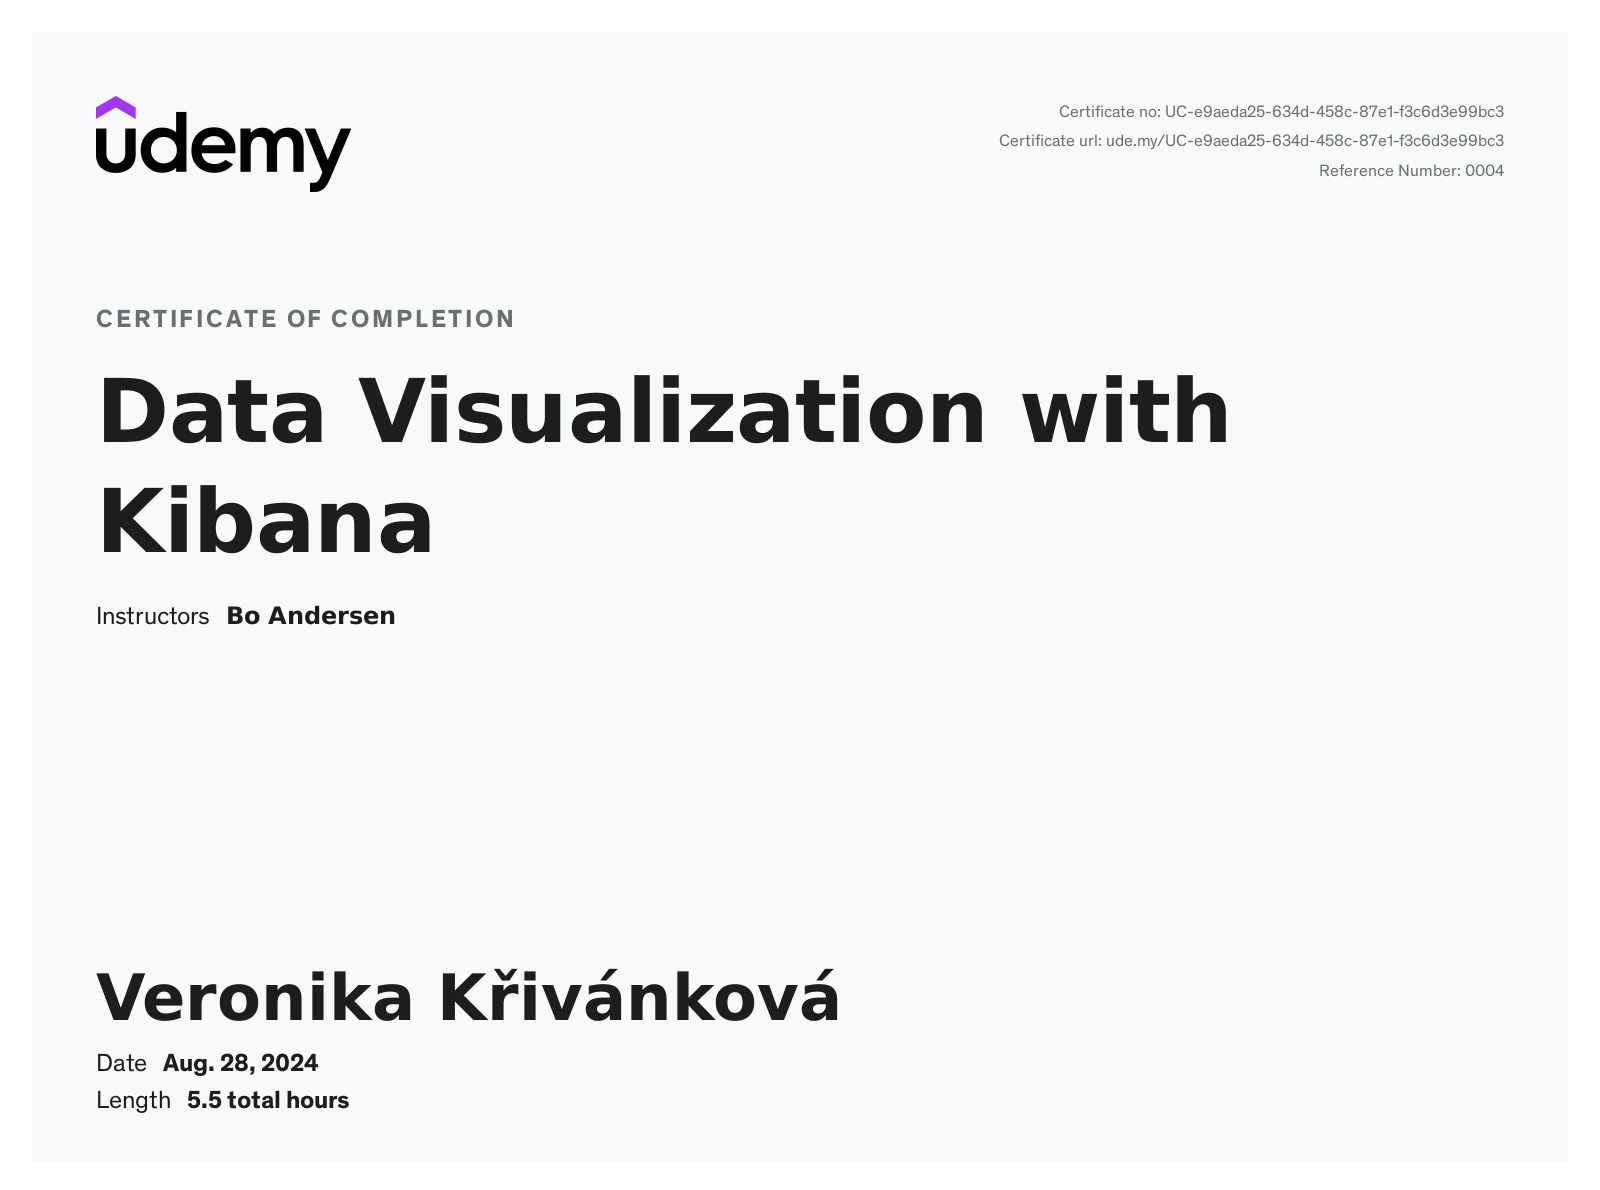 udemy
Certificate no: UC-e9aeda25-634d-458c-87e1-f3c6d3e99bc3
Certificate url: ude.my/UC-e9aeda25-634d-458c-87e1-f3c6d3e99bc3
Reference Number: 0004
CERTIFICATE OF COMPLETION
Data Visualization with
Kibana
Instructors Bo Andersen
Veronika Křivánková
Date Aug. 28, 2024
Length 5.5 total hours